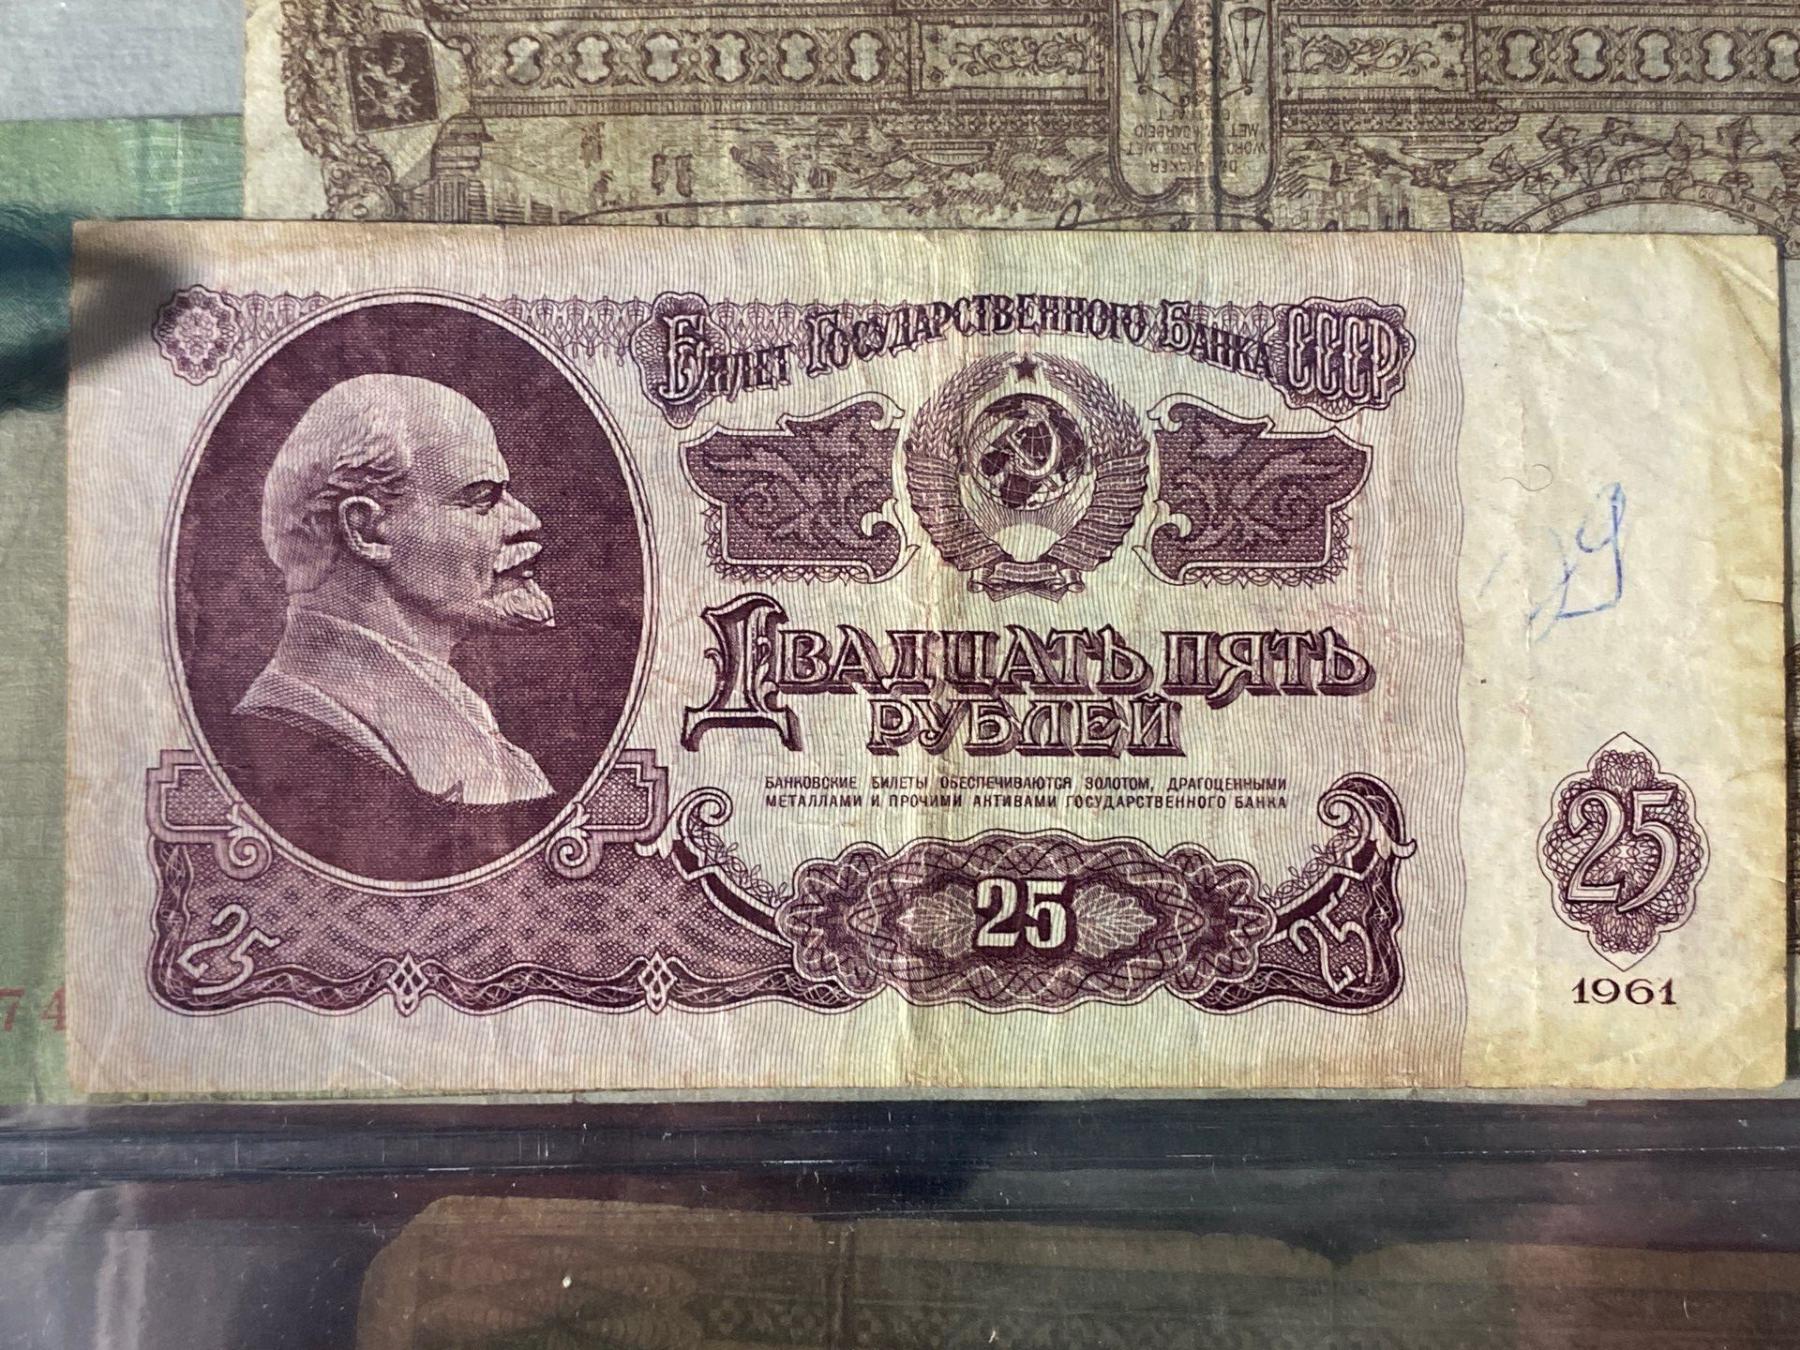 Билет Государственного Банка СССР
Двадцать пять
рублей
БАНКОВСКИЕ БИЛЕТЫ ОБЕСПЕЧИВАЮТСЯ ЗОЛОТОМ, ДРАГОЦЕННЫМИ
МЕТАЛЛАМИ И ПРОЧИМИ АКТИВАМИ ГОСУДАРСТВЕННОГО БАНКА
25
25
25
25
1961
74